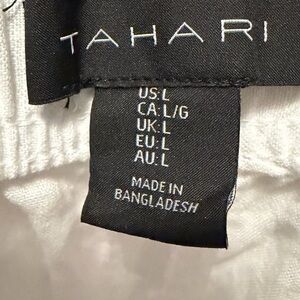 TAHARI
US:L
CA:L/G
UK:L
EU:L
AU:L
MADE IN
BANGLADESH